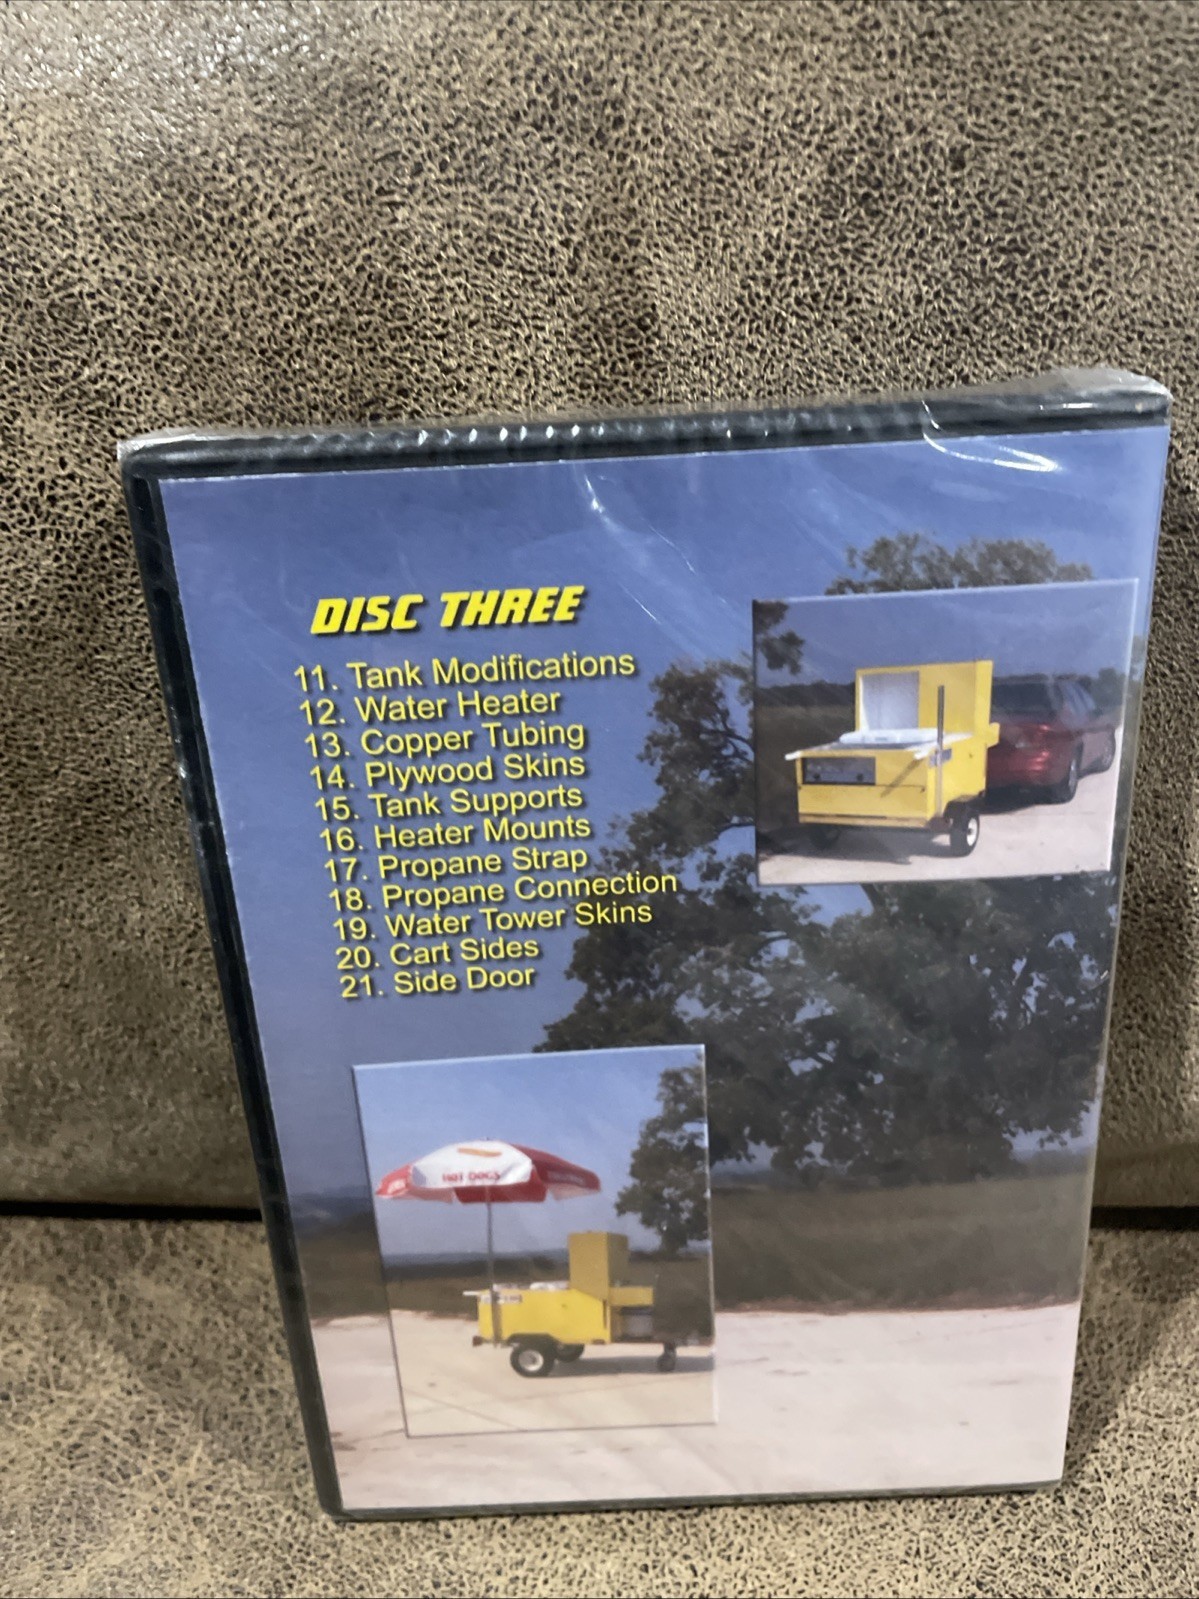 DISC THREE
11. Tank Modifications
12. Water Heater
13. Copper Tubing
14. Plywood Skins
15. Tank Supports
16. Heater Mounts
17. Propane Strap
18. Propane Connection
19. Water Tower Skins
20. Cart Sides
21. Side Door
HOT DOGS